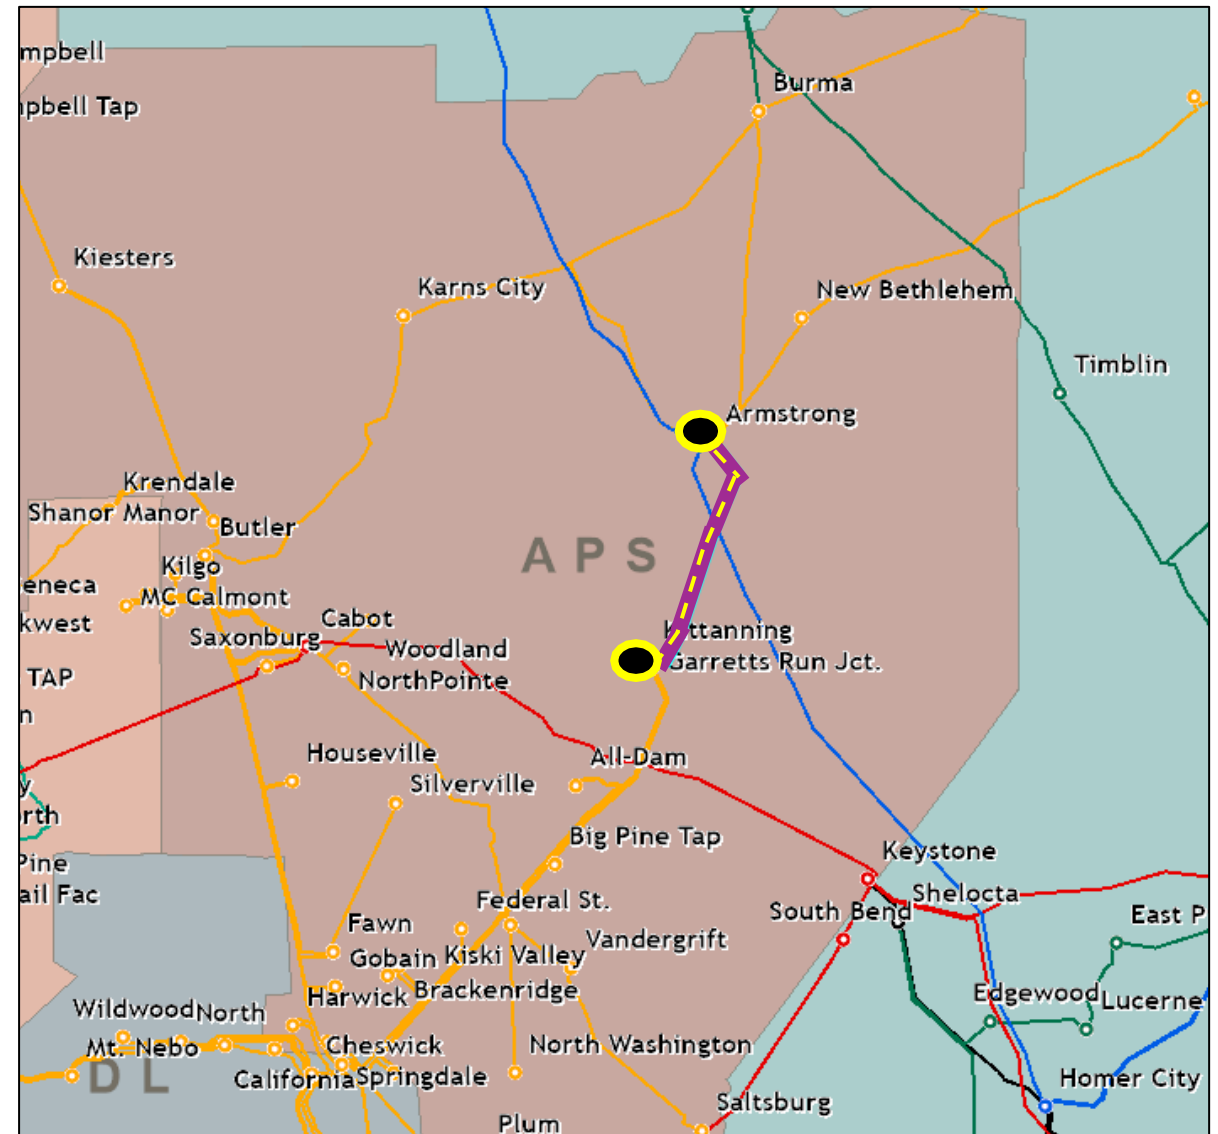 mpbell
Burma
pbell Tap
Kiesters
Karns City
New Bethlehem
Timblin
Armstrong
Krendale
Shanor Manor
Butler
APS
Kilgo
eneca
MC Calmont
kwest
Cabot
Kittanning
Saxonburg
Woodland
Garretts Run Jct.
TAP
NorthPointe
n
Houseville
All-Dam
y
Silverville
rth
Big Pine Tap
Pine
Keystone
ail Fac
Shelocta
Federal St.
South Bend
East P
Fawn
Vandergrift
Gobain
Kiski Valley
Harwick
Brackenridge
Edgewood
Lucerne
Wildwood
North
Mt. Nebo
Cheswick
North Washington
DL
California
Springdale
Homer City
Saltsburg
Plum